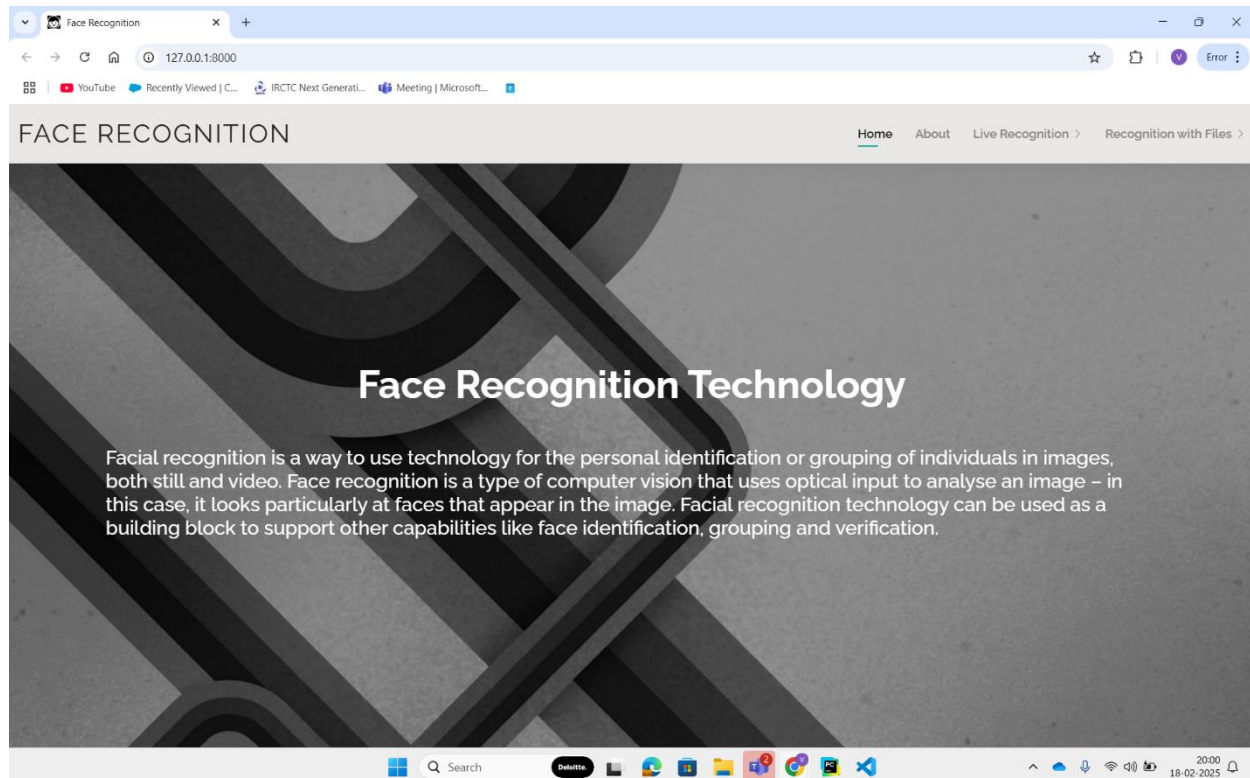 Face Recognition
127.0.0.1:8000
V
Error
YouTube
Recently Viewed | C...
IRCTC Next Generati...
Meeting | Microsoft...
FACE RECOGNITION
Home About Live Recognition Recognition with Files
Face Recognition Technology
Facial recognition is a way to use technology for the personal identification or grouping of individuals in images,
both still and video. Face recognition is a type of computer vision that uses optical input to analyse an image – in
this case, it looks particularly at faces that appear in the image. Facial recognition technology can be used as a
building block to support other capabilities like face identification, grouping and verification.
Search
Deloitte.
2
V
PC
20:00
18-02-2025